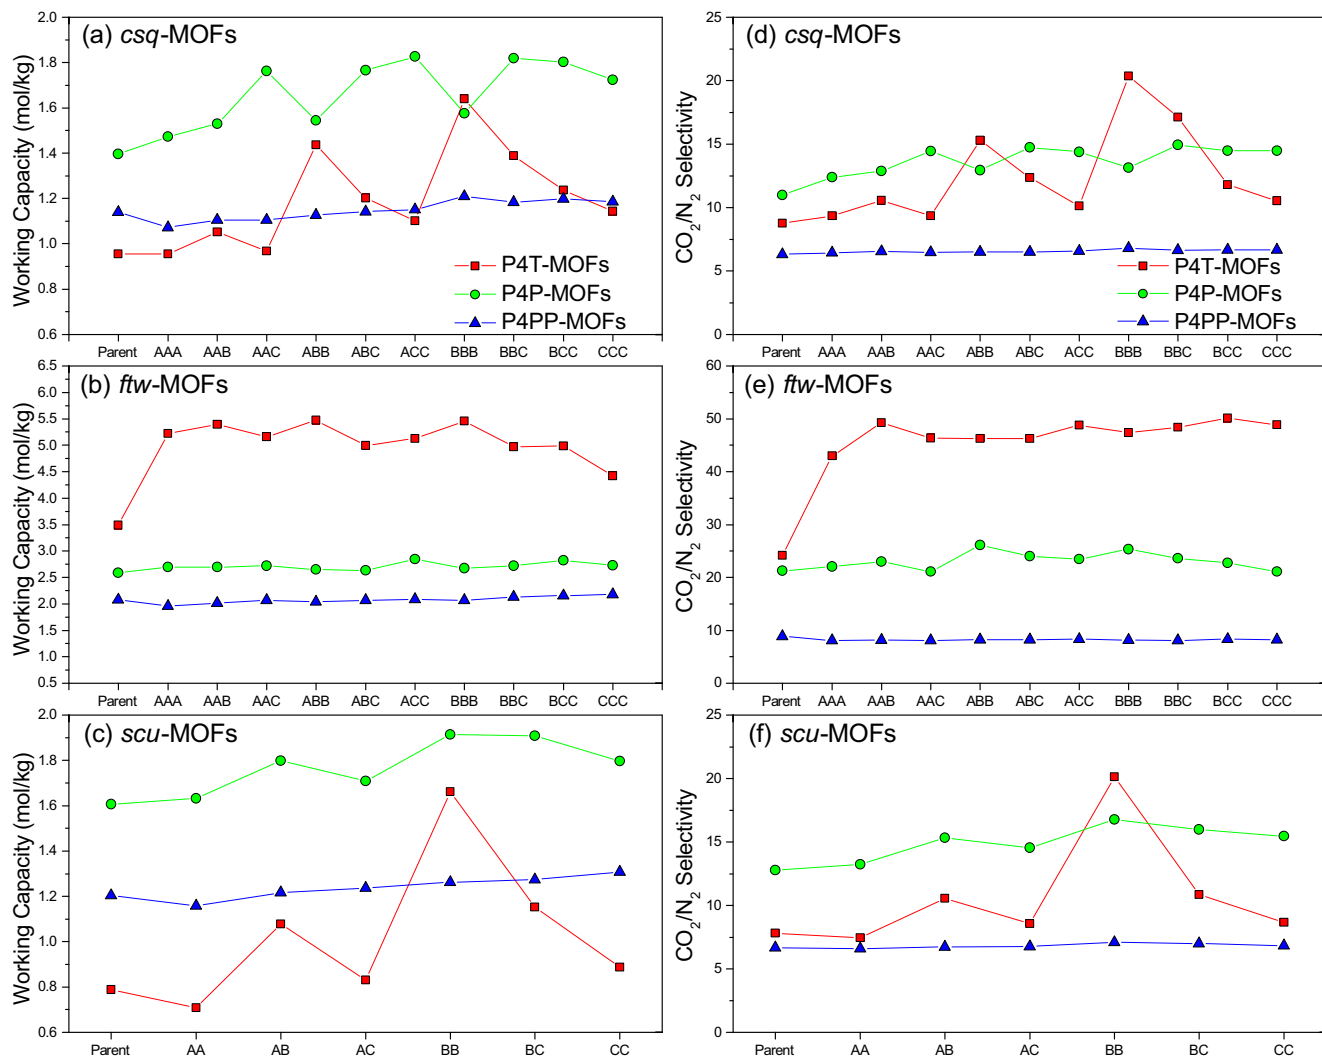 (a) csq-MOFs
Working Capacity (mol/kg)
2.0
1.8
1.6
1.4
1.2
1.0
0.8
0.6
P4T-MOFs
P4P-MOFs
P4PP-MOFs
Parent AAA AAB AAC ABB ABC ACC BBB BBC BCC CCC
(d) csq-MOFs
CO₂/N₂ Selectivity
25
20
15
10
5
0
P4T-MOFs
P4P-MOFs
P4PP-MOFs
Parent AAA AAB AAC ABB ABC ACC BBB BBC BCC CCC
(b) ftw-MOFs
Working Capacity (mol/kg)
6.5
6.0
5.5
5.0
4.5
4.0
3.5
3.0
2.5
2.0
1.5
1.0
0.5
Parent AAA AAB AAC ABB ABC ACC BBB BBC BCC CCC
(e) ftw-MOFs
CO₂/N₂ Selectivity
60
50
40
30
20
10
0
Parent AAA AAB AAC ABB ABC ACC BBB BBC BCC CCC
(c) scu-MOFs
Working Capacity (mol/kg)
2.0
1.8
1.6
1.4
1.2
1.0
0.8
0.6
Parent AA AB AC BB BC CC
(f) scu-MOFs
CO₂/N₂ Selectivity
25
20
15
10
5
0
Parent AA AB AC BB BC CC